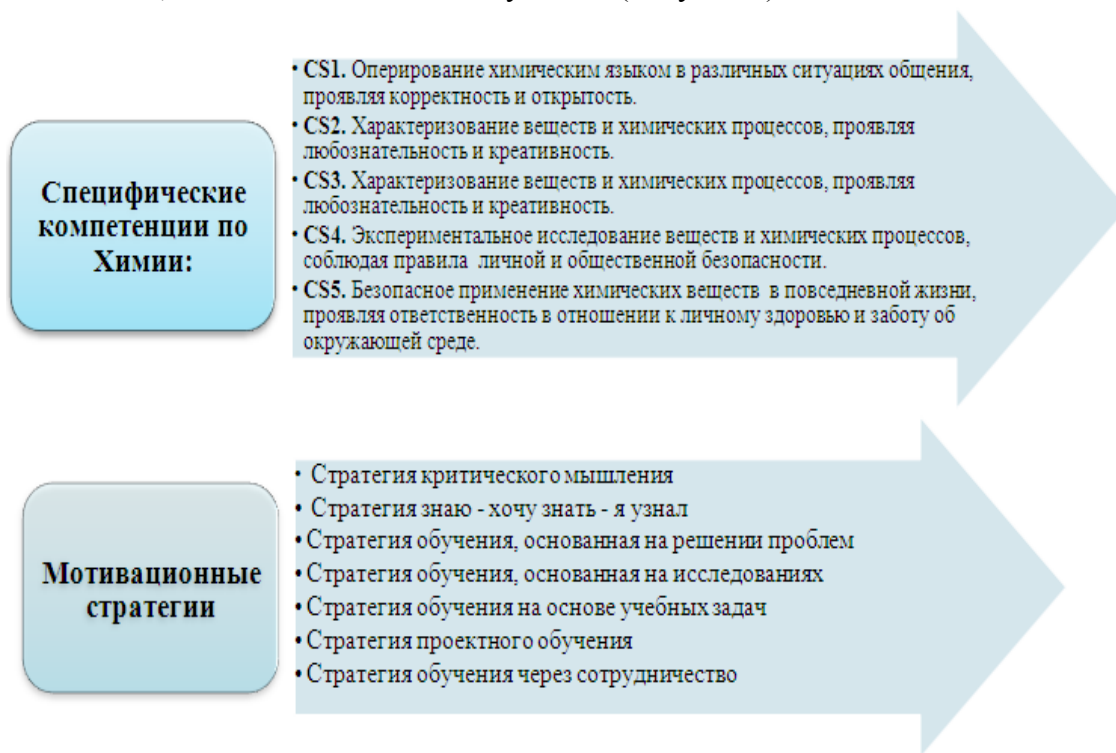 Специфические
компетенции по
Химии:
• CS1. Оперирование химическим языком в различных ситуациях общения,
проявляя корректность и открытость.
• CS2. Характеризование веществ и химических процессов, проявляя
любознательность и креативность.
• CS3. Характеризование веществ и химических процессов, проявляя
любознательность и креативность.
• CS4. Экспериментальное исследование веществ и химических процессов,
соблюдая правила личной и общественной безопасности.
• CS5. Безопасное применение химических веществ в повседневной жизни,
проявляя ответственность в отношении к личному здоровью и заботу об
окружающей среде.
Мотивационные
стратегии
• Стратегия критического мышления
• Стратегия знаю - хочу знать - я узнал
• Стратегия обучения, основанная на решении проблем
• Стратегия обучения, основанная на исследованиях
• Стратегия обучения на основе учебных задач
• Стратегия проектного обучения
• Стратегия обучения через сотрудничество